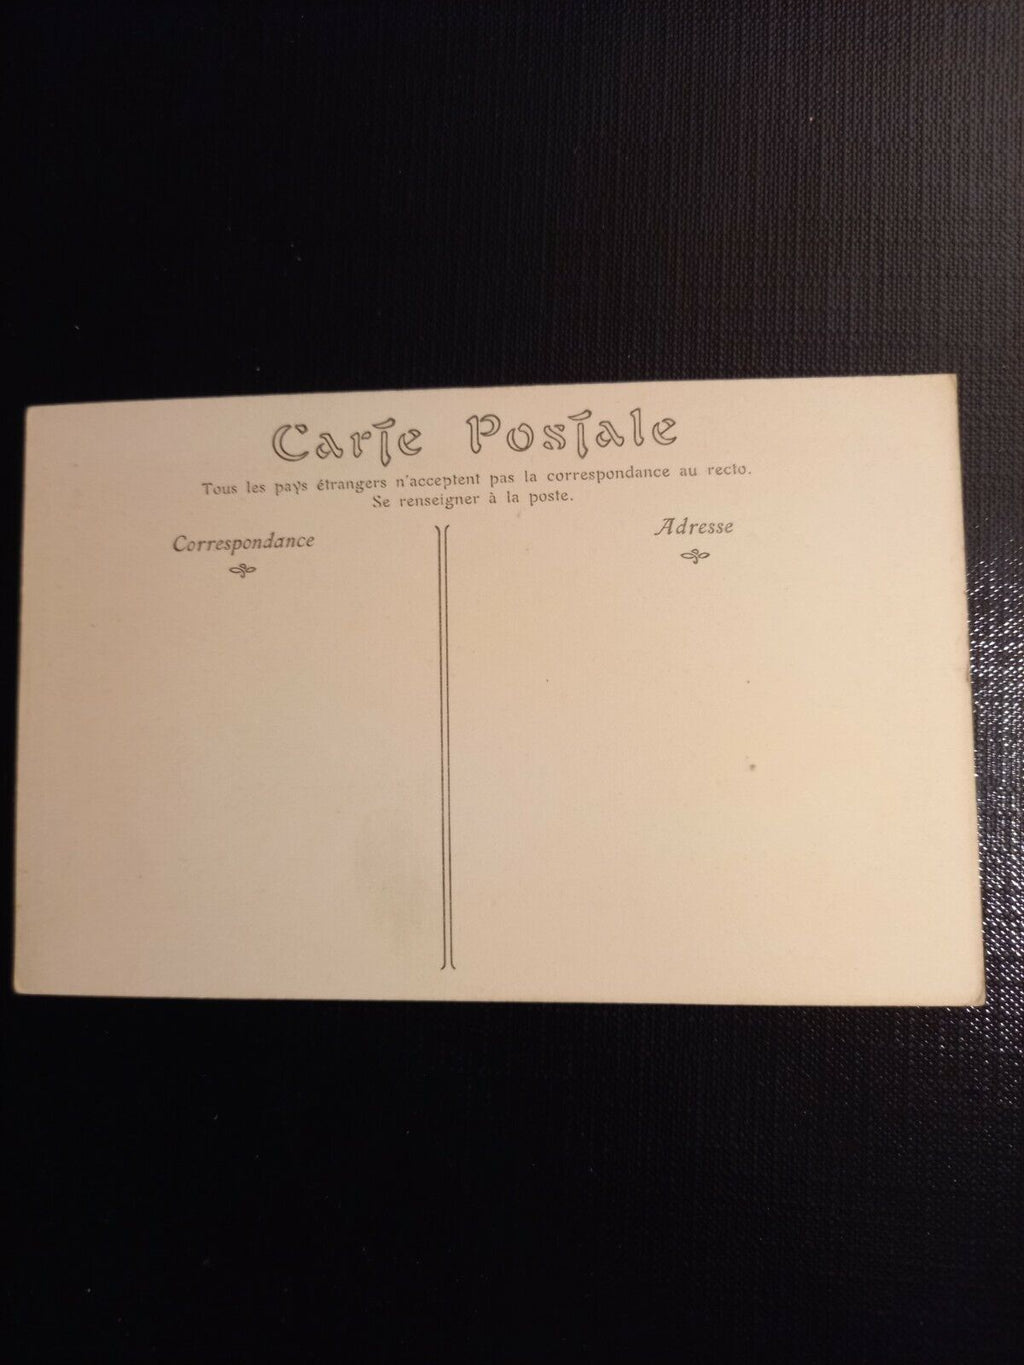 Carte Postale
Tous les pays étrangers n'acceptent pas la correspondance au recto.
Se renseigner à la poste.
Correspondance
Adresse